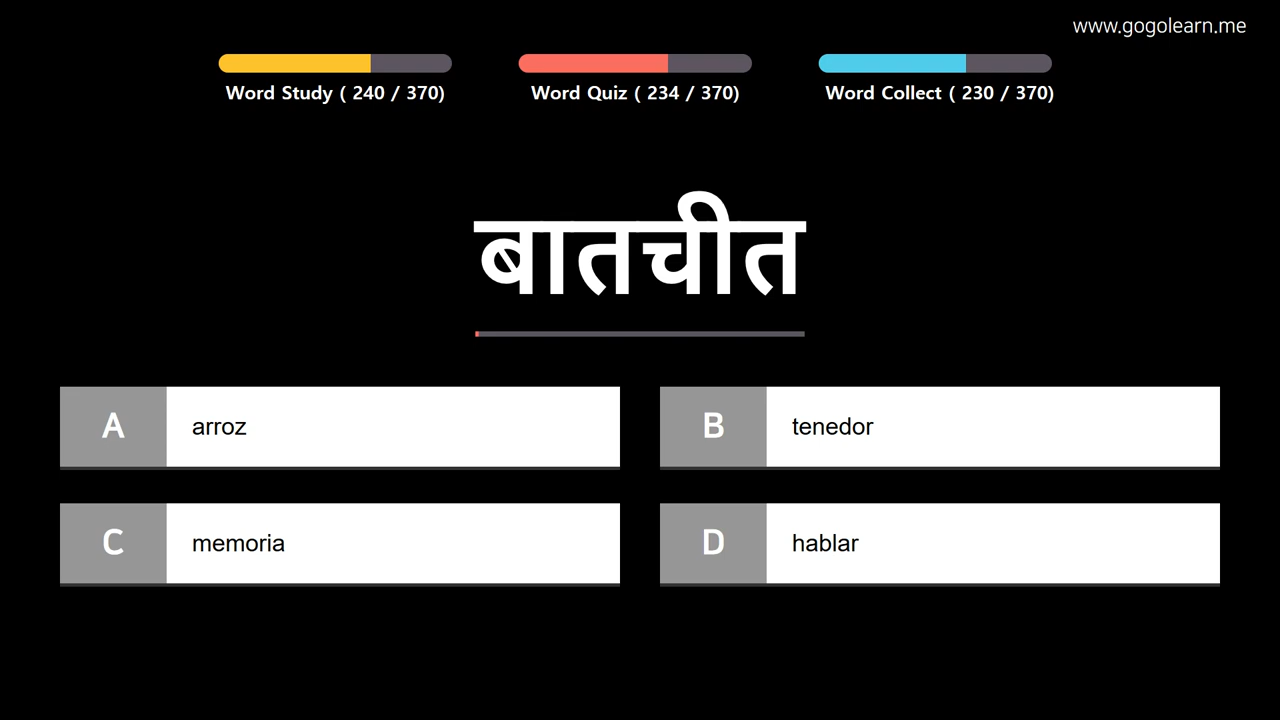 www.gogolearn.me
Word Study ( 240 / 370)
Word Quiz ( 234 / 370)
Word Collect ( 230 / 370)
बातचीत
A arroz
B tenedor
C memoria
D hablar